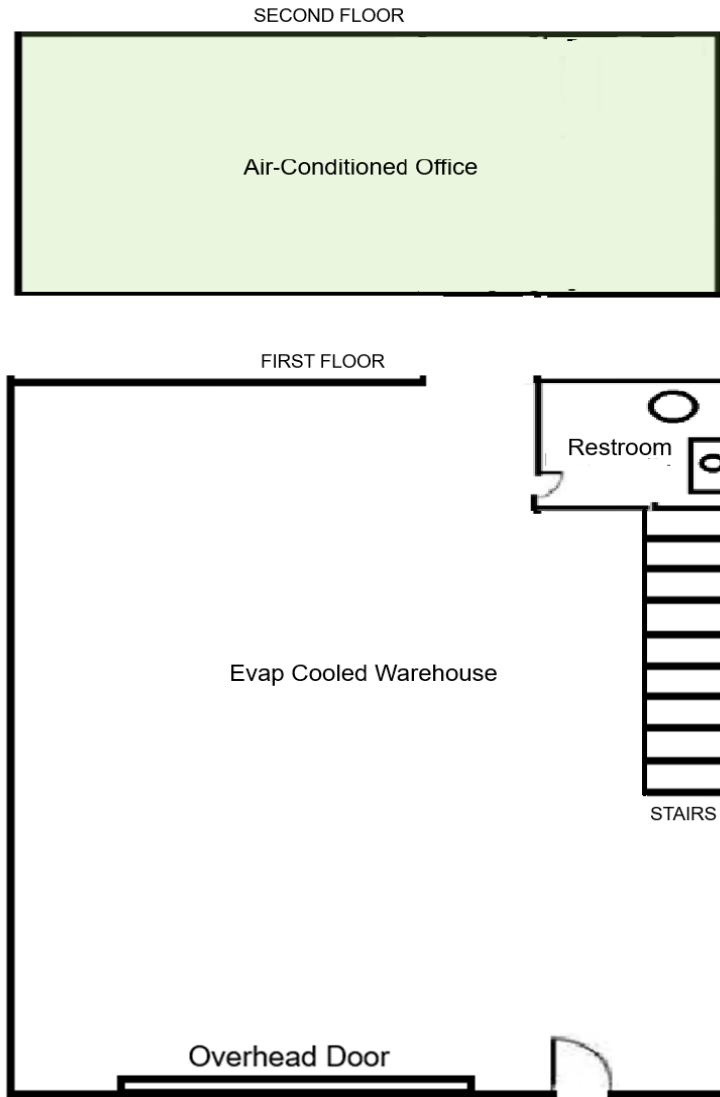 SECOND FLOOR
Air-Conditioned Office
FIRST FLOOR
Restroom
Evap Cooled Warehouse
STAIRS
Overhead Door